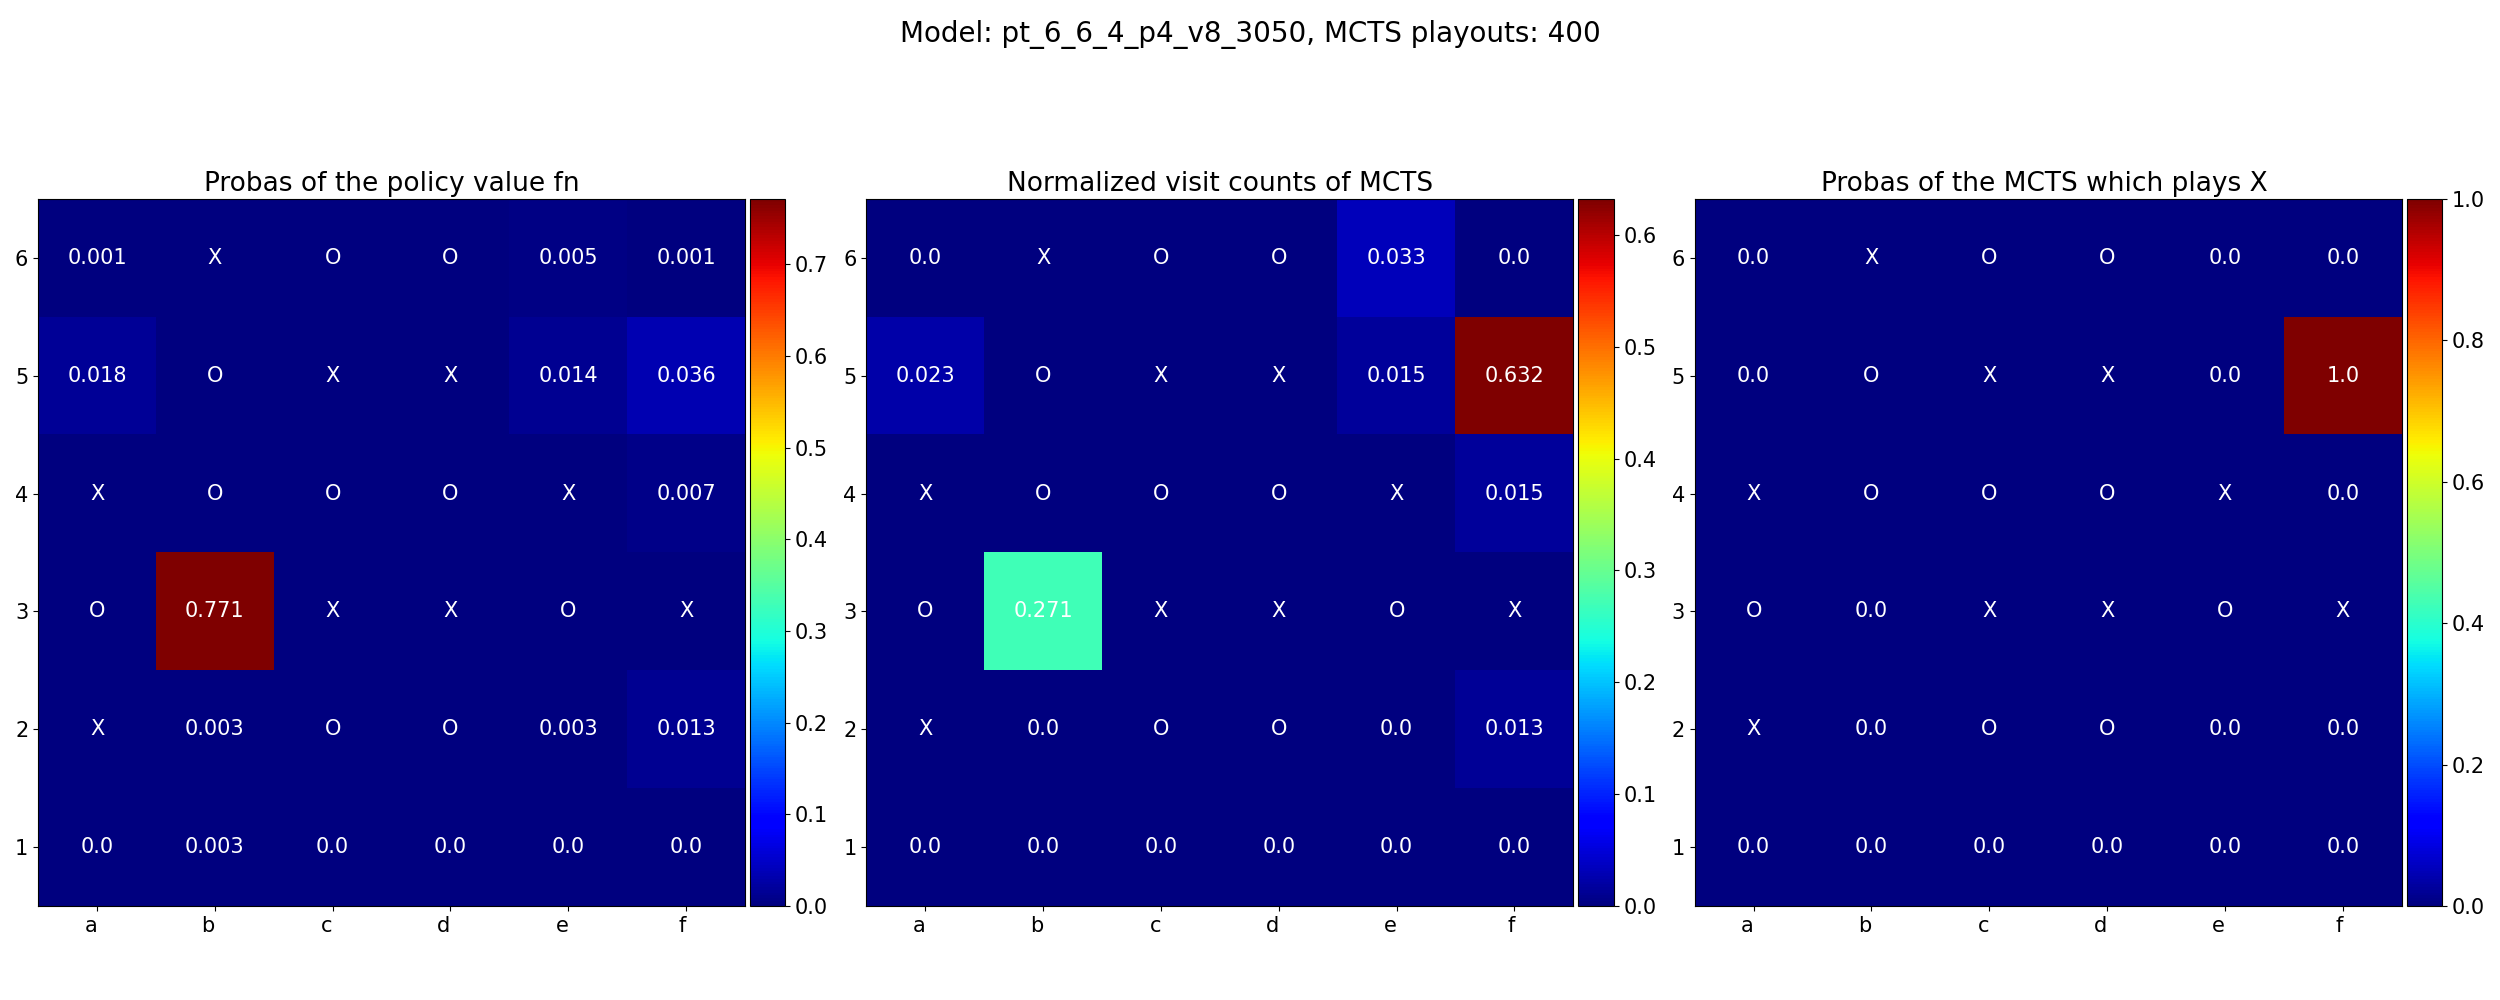 Model: pt_6_6_4_p4_v8_3050, MCTS playouts: 400
Probas of the policy value fn
6 0.001 X O O 0.005 0.001
5 0.018 O X X 0.014 0.036
4 X O O O X 0.007
3 O 0.771 X X O X
2 X 0.003 O O 0.003 0.013
1 0.0 0.003 0.0 0.0 0.0 0.0
a b c d e f
0.7
0.6
0.5
0.4
0.3
0.2
0.1
0.0
Normalized visit counts of MCTS
6 0.0 X O O 0.033 0.0
5 0.023 O X X 0.015 0.632
4 X O O O X 0.015
3 O 0.271 X X O X
2 X 0.0 O O 0.0 0.013
1 0.0 0.0 0.0 0.0 0.0 0.0
a b c d e f
0.6
0.5
0.4
0.3
0.2
0.1
0.0
Probas of the MCTS which plays X
6 0.0 X O O 0.0 0.0
5 0.0 O X X 0.0 1.0
4 X O O O X 0.0
3 O 0.0 X X O X
2 X 0.0 O O 0.0 0.0
1 0.0 0.0 0.0 0.0 0.0 0.0
a b c d e f
1.0
0.8
0.6
0.4
0.2
0.0